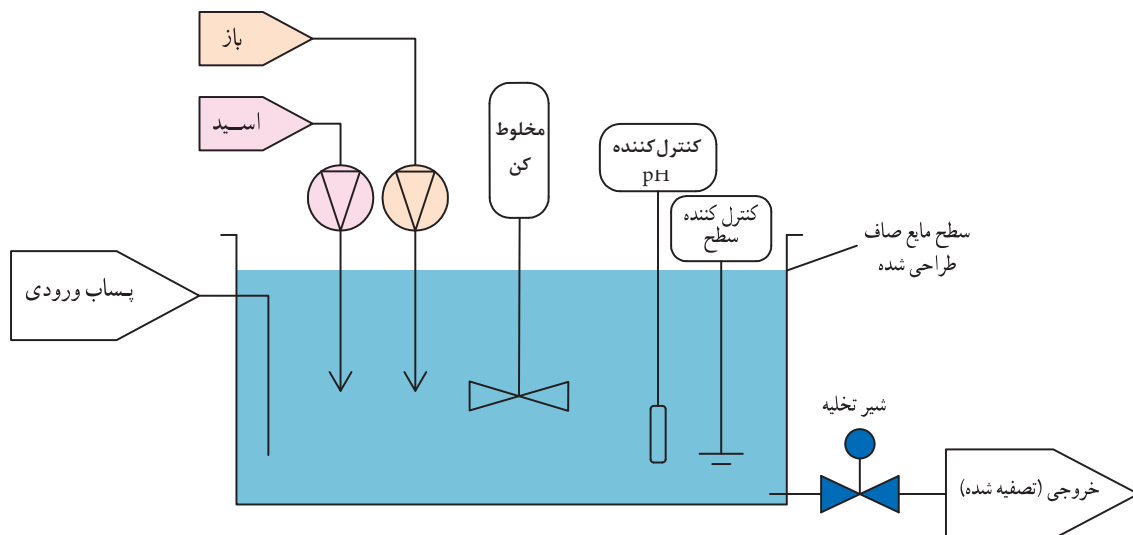 باز
اسید
مخلوط
کن
کنترل‌کننده
pH
کنترل کننده
سطح
سطح مایع صاف
طراحی شده
پساب ورودی
شیر تخلیه
خروجی (تصفیه شده)